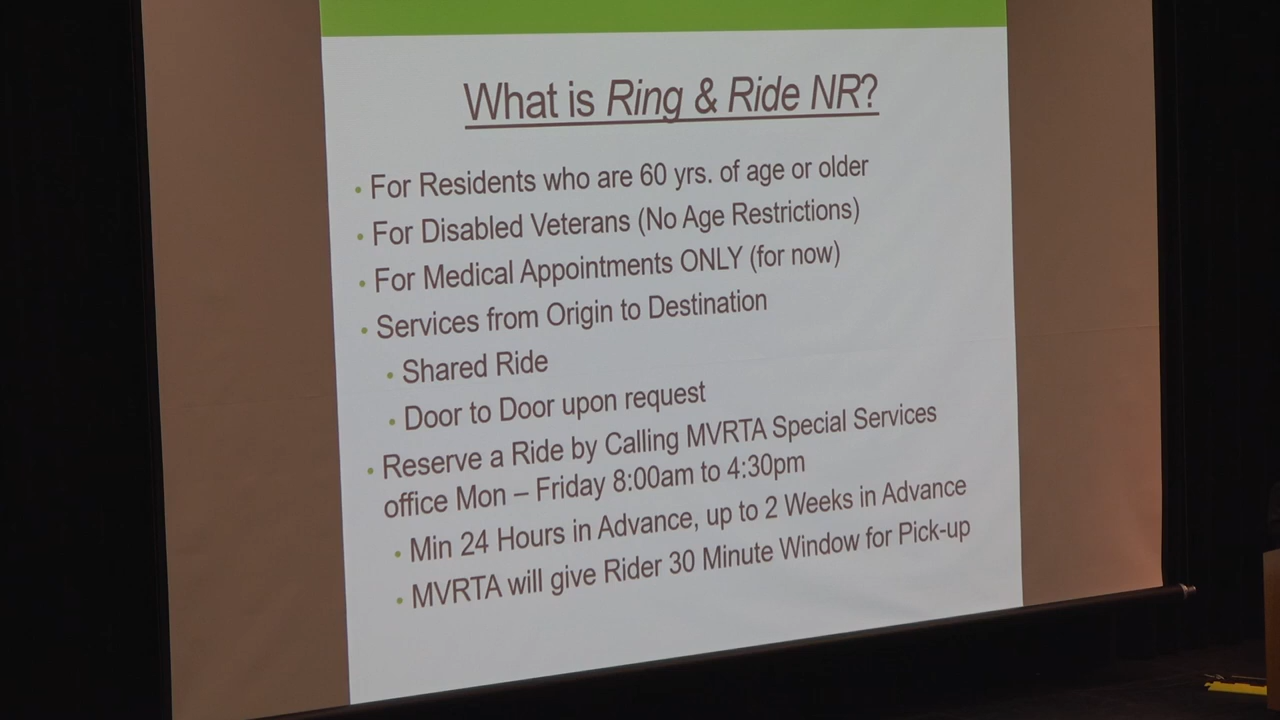 What is Ring & Ride NR?
• For Residents who are 60 yrs. of age or older
• For Disabled Veterans (No Age Restrictions)
• For Medical Appointments ONLY (for now)
• Services from Origin to Destination
• Shared Ride
• Door to Door upon request
• Reserve a Ride by Calling MVRTA Special Services
office Mon – Friday 8:00am to 4:30pm
• Min 24 Hours in Advance, up to 2 Weeks in Advance
• MVRTA will give Rider 30 Minute Window for Pick-up